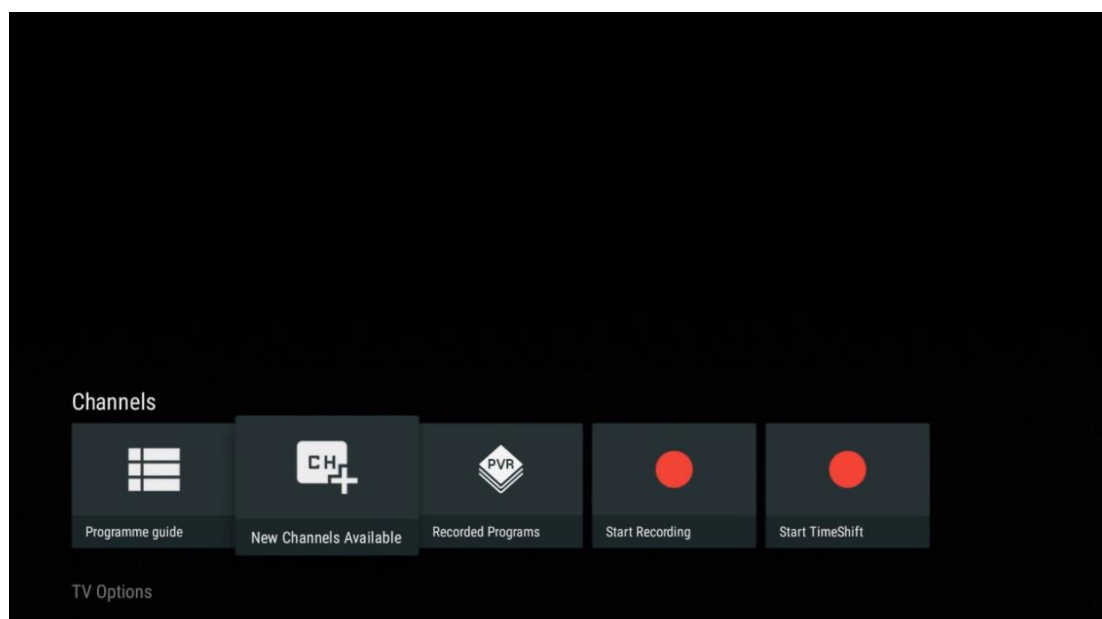 Channels
CH
PVR
Programme guide
New Channels Available
Recorded Programs
Start Recording
Start TimeShift
TV Options